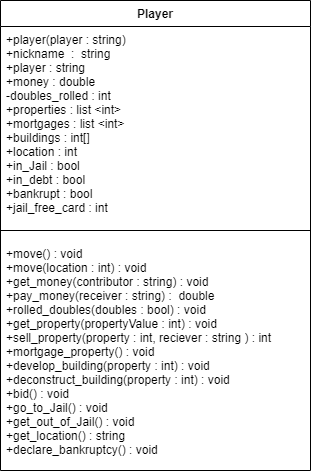 Player
+player(player : string)
+nickname : string
+player : string
+money : double
-doubles_rolled : int
+properties : list <int>
+mortgages : list <int>
+buildings : int[]
+location : int
+in_Jail : bool
+in_debt : bool
+bankrupt : bool
+jail_free_card : int
+move() : void
+move(location : int) : void
+get_money(contributor : string) : void
+pay_money(receiver : string) : double
+rolled_doubles(doubles : bool) : void
+get_property(propertyValue : int) : void
+sell_property(property : int, reciever : string ) : int
+mortgage_property() : void
+develop_building(property : int) : void
+deconstruct_building(property : int) : void
+bid() : void
+go_to_Jail() : void
+get_out_of_Jail() : void
+get_location() : string
+declare_bankruptcy() : void